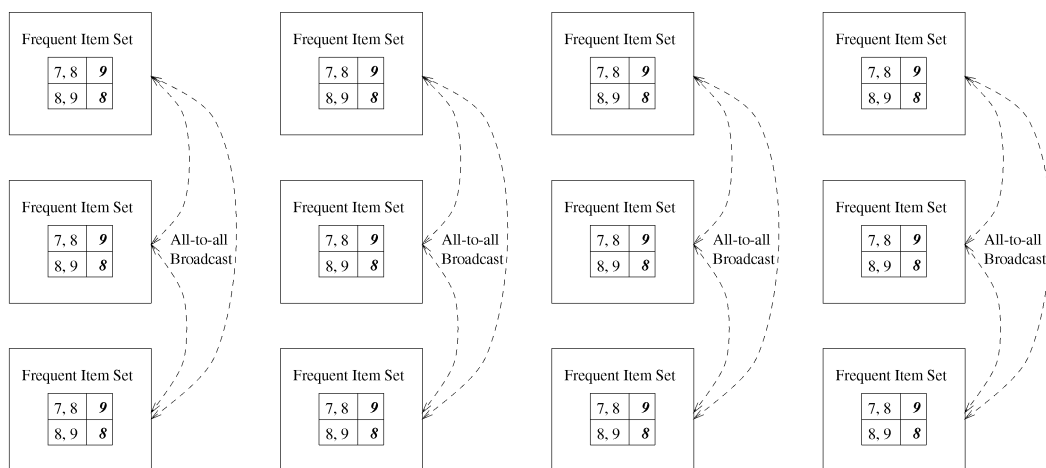 Frequent Item Set Frequent Item Set Frequent Item Set Frequent Item Set
7, 8 9 7, 8 9 7, 8 9 7, 8 9
8, 9 8 8, 9 8 8, 9 8 8, 9 8
Frequent Item Set Frequent Item Set Frequent Item Set Frequent Item Set
7, 8 9 All-to-all 7, 8 9 All-to-all 7, 8 9 All-to-all 7, 8 9 All-to-all
8, 9 8 Broadcast 8, 9 8 Broadcast 8, 9 8 Broadcast 8, 9 8 Broadcast
Frequent Item Set Frequent Item Set Frequent Item Set Frequent Item Set
7, 8 9 7, 8 9 7, 8 9 7, 8 9
8, 9 8 8, 9 8 8, 9 8 8, 9 8